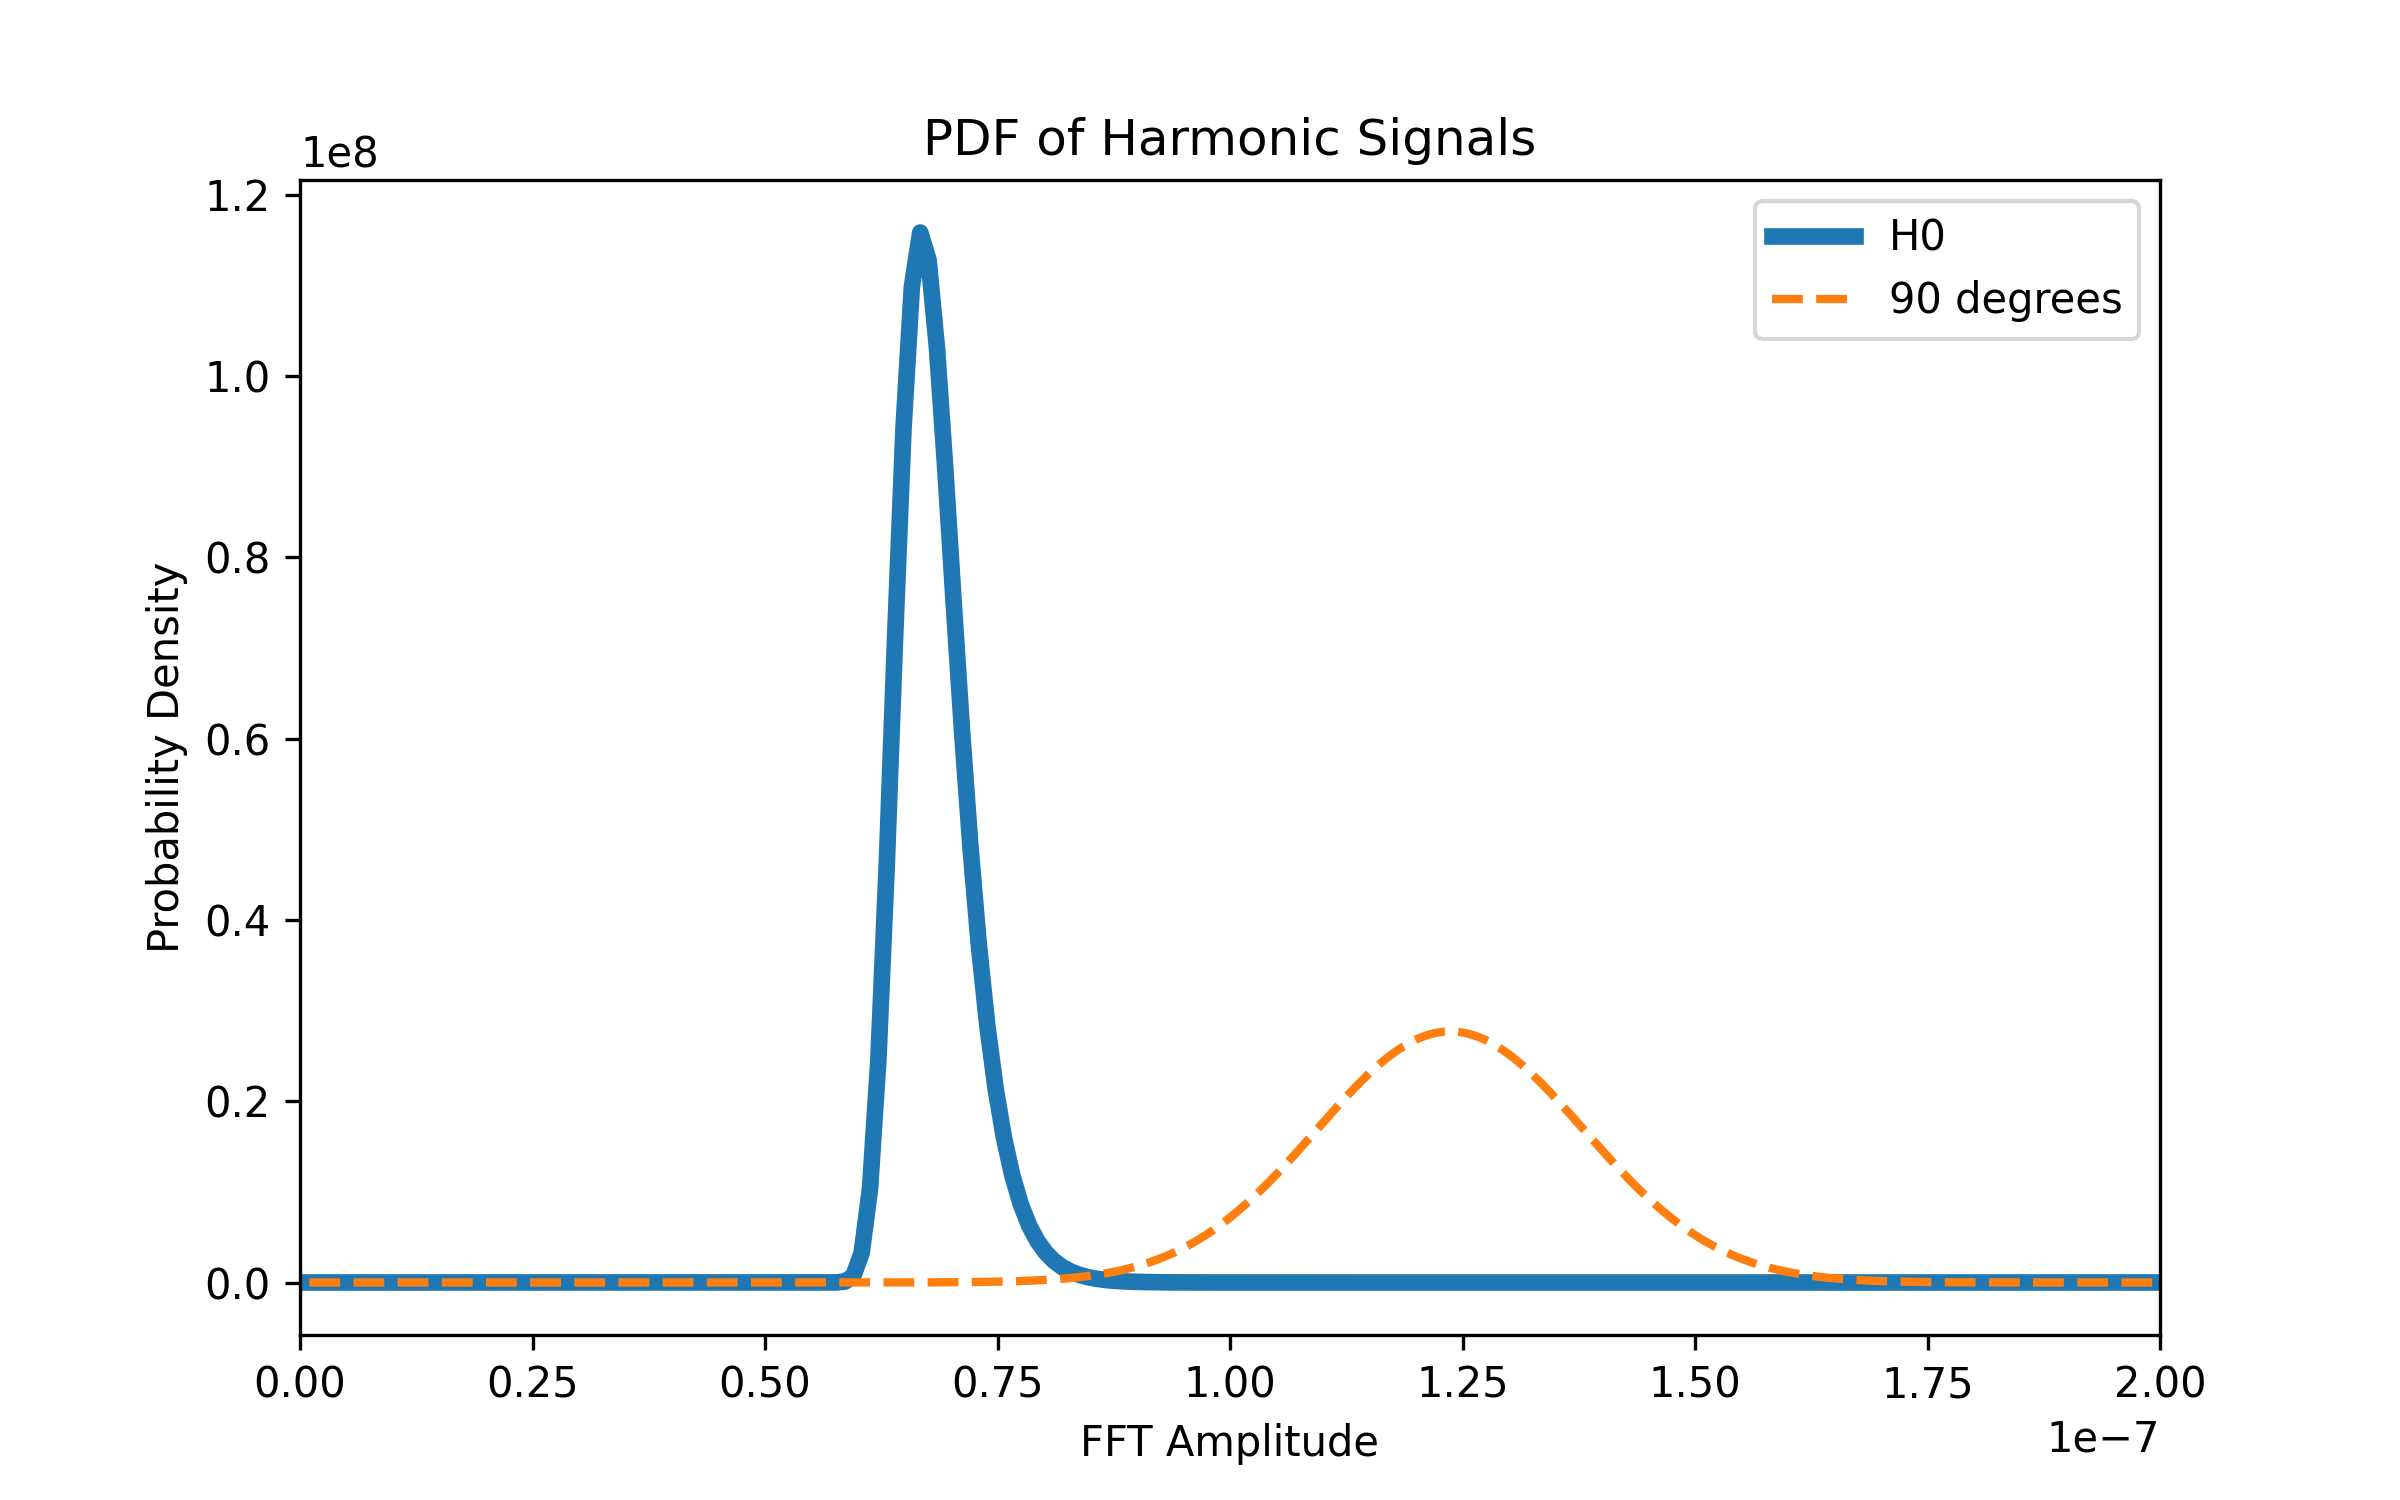 PDF of Harmonic Signals
1e8
1.2
1.0
0.8
0.6
0.4
0.2
0.0
Probability Density
H0
90 degrees
0.00 0.25 0.50 0.75 1.00 1.25 1.50 1.75 2.00
FFT Amplitude
1e−7